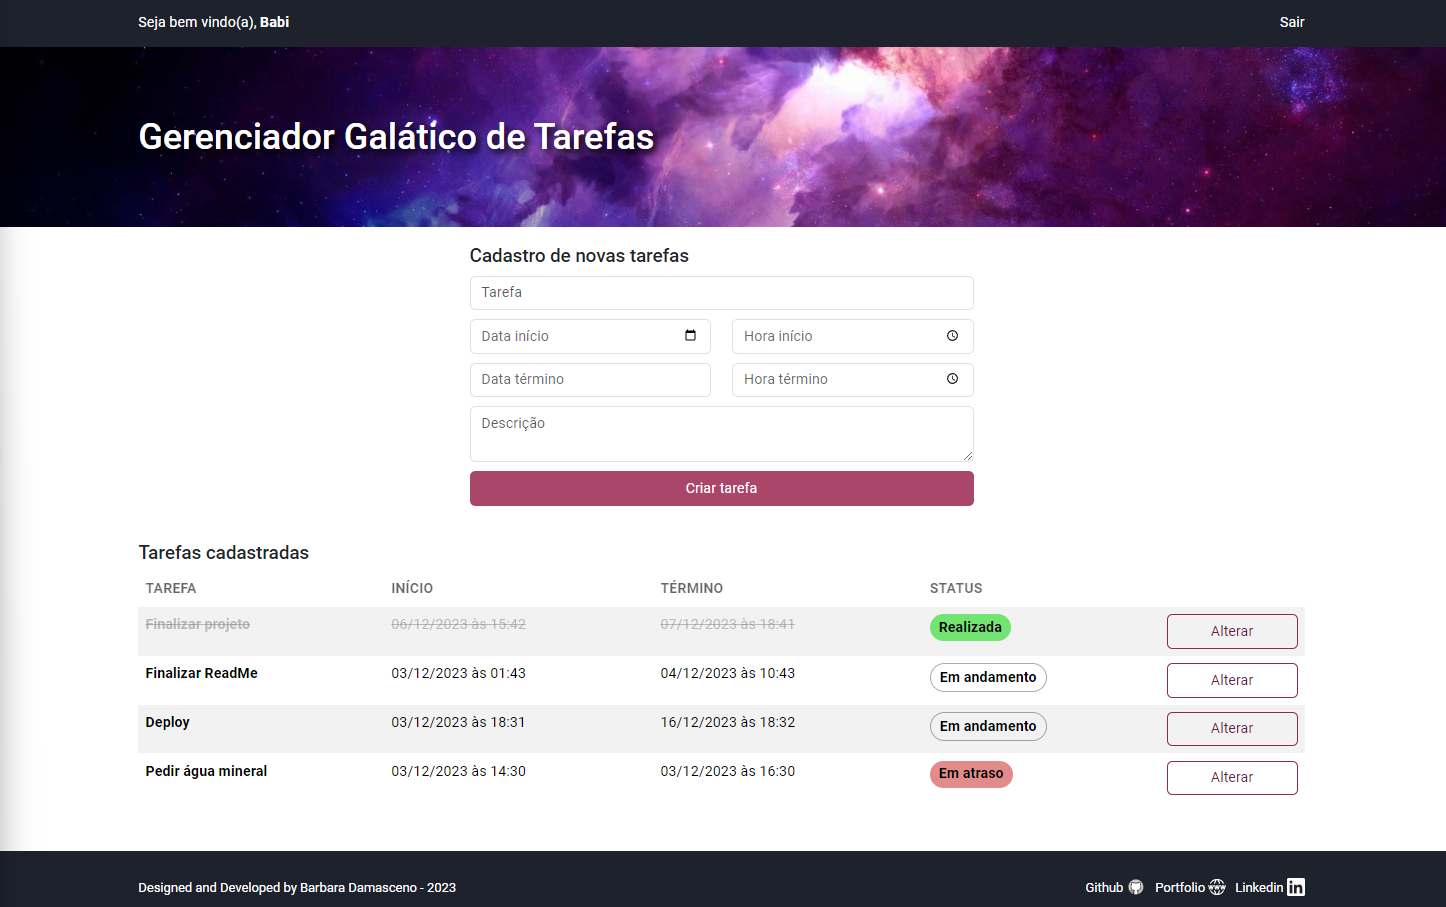 Seja bem vindo(a), Babi
Sair
Gerenciador Galático de Tarefas
Cadastro de novas tarefas
Tarefa
Data início
Hora início
Data término
Hora término
Descrição
Criar tarefa
Tarefas cadastradas
TAREFA INÍCIO TÉRMINO STATUS
Finalizar projeto 06/12/2023 às 15:42 07/12/2023 às 18:41 Realizada Alterar
Finalizar ReadMe 03/12/2023 às 01:43 04/12/2023 às 10:43 Em andamento Alterar
Deploy 03/12/2023 às 18:31 16/12/2023 às 18:32 Em andamento Alterar
Pedir água mineral 03/12/2023 às 14:30 03/12/2023 às 16:30 Em atraso Alterar
Designed and Developed by Barbara Damasceno - 2023
Github Portfolio Linkedin